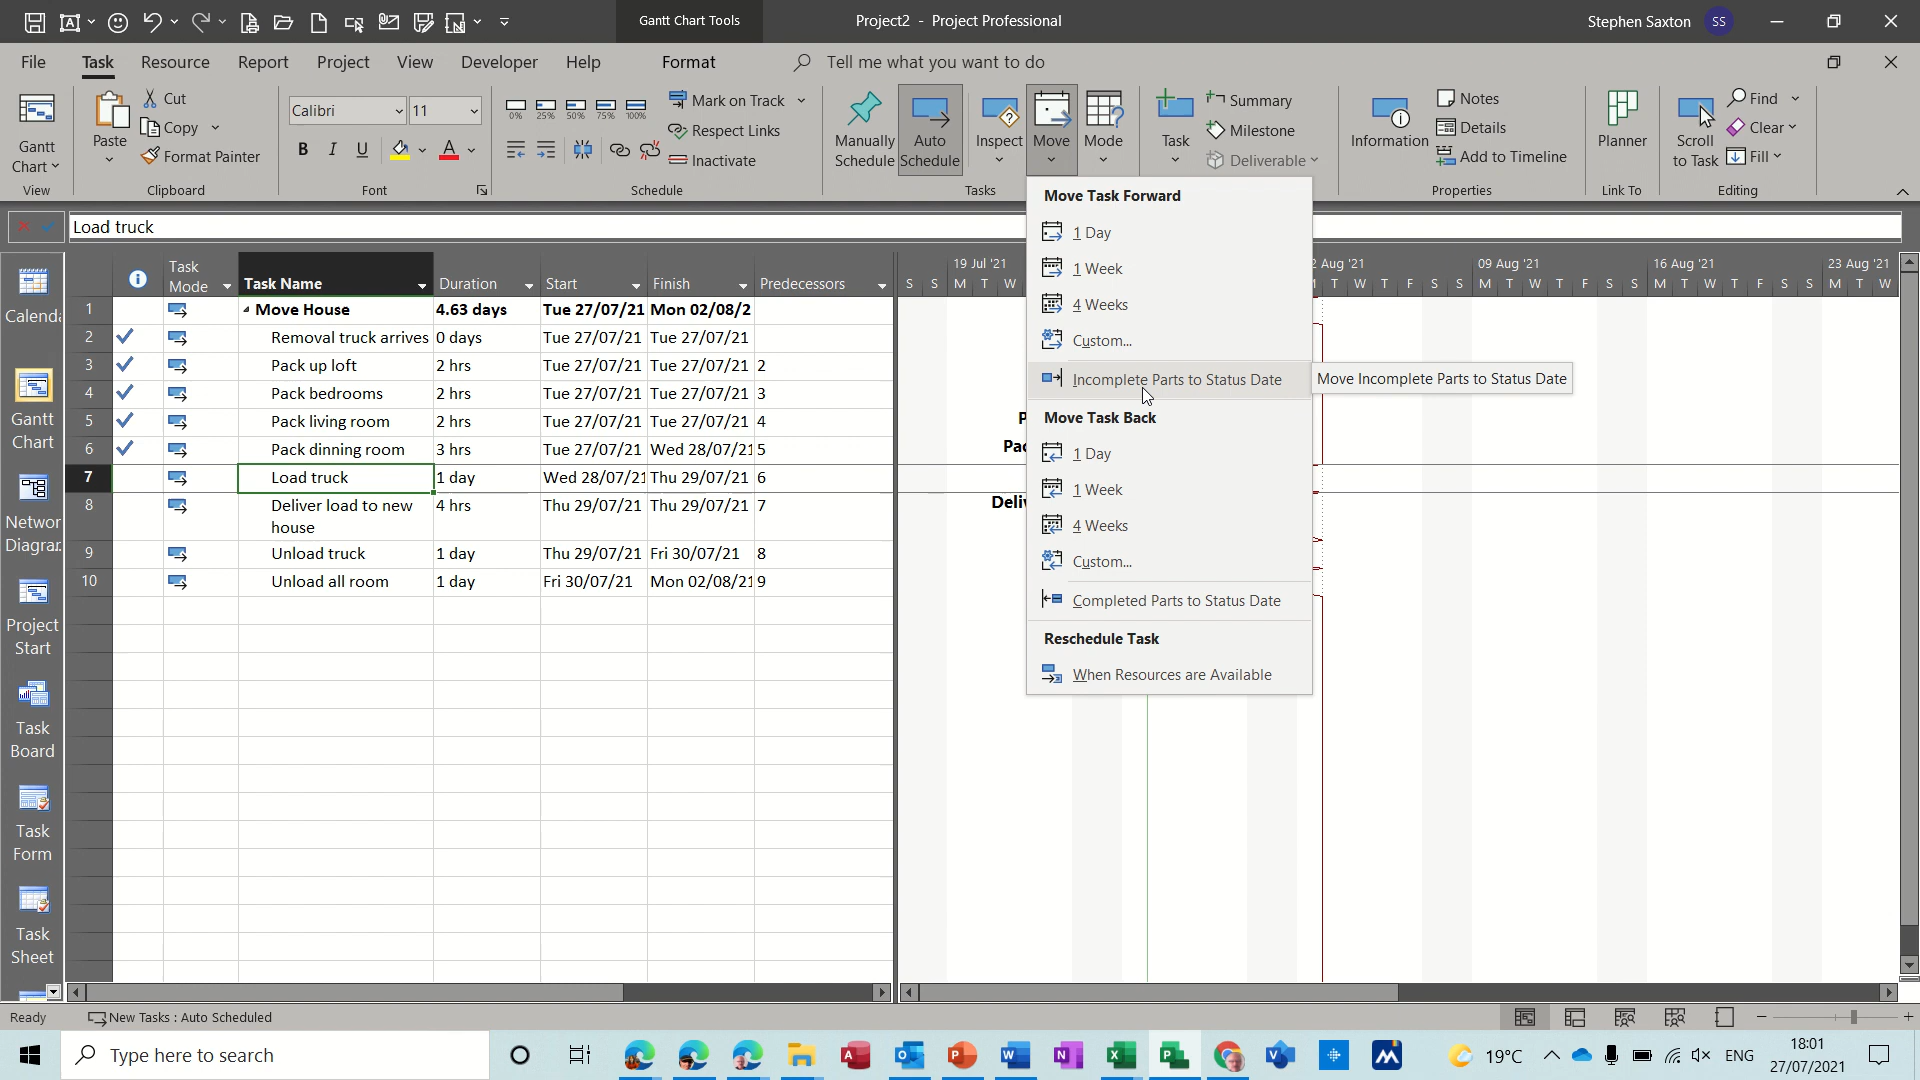 Gantt Chart Tools
Project2 - Project Professional
Stephen Saxton SS
File Task Resource Report Project View Developer Help Format Tell me what you want to do
Gantt
Chart
View
Paste
Cut
Copy
Format Painter
Clipboard
Calibri 11
B I U A
Font
0% 25% 50% 75% 100%
Mark on Track
Respect Links
Inactivate
Schedule
Manually
Schedule
Auto
Schedule
Inspect
Move
Mode
Tasks
Task
Summary
Milestone
Deliverable
Information
Notes
Details
Add to Timeline
Properties
Planner
Link To
Scroll
to Task
Find
Clear
Fill
Editing
Load truck
Move Task Forward
1 Day
1 Week
4 Weeks
Custom...
Incomplete Parts to Status Date
Move Incomplete Parts to Status Date
Move Task Back
1 Day
1 Week
4 Weeks
Custom...
Completed Parts to Status Date
Reschedule Task
When Resources are Available
Calenda
Gantt
Chart
Networ
Diagrar
Project
Start
Task
Board
Task
Form
Task
Sheet
Task
Mode
Task Name Duration Start Finish Predecessors
1 Move House 4.63 days Tue 27/07/21 Mon 02/08/2
2 Removal truck arrives 0 days Tue 27/07/21 Tue 27/07/21
3 Pack up loft 2 hrs Tue 27/07/21 Tue 27/07/21 2
4 Pack bedrooms 2 hrs Tue 27/07/21 Tue 27/07/21 3
5 Pack living room 2 hrs Tue 27/07/21 Tue 27/07/21 4
6 Pack dinning room 3 hrs Tue 27/07/21 Wed 28/07/21 5
7 Load truck 1 day Wed 28/07/21 Thu 29/07/21 6
8 Deliver load to new
house 4 hrs Thu 29/07/21 Thu 29/07/21 7
9 Unload truck 1 day Thu 29/07/21 Fri 30/07/21 8
10 Unload all room 1 day Fri 30/07/21 Mon 02/08/21 9
19 Jul '21 2 Aug '21 09 Aug '21 16 Aug '21 23 Aug '21
S S M T W T W T F S S M T W T F S S M T W T F S S M T W
P
Pac
Deliv
Ready New Tasks : Auto Scheduled
Type here to search
19°C
ENG
18:01
27/07/2021